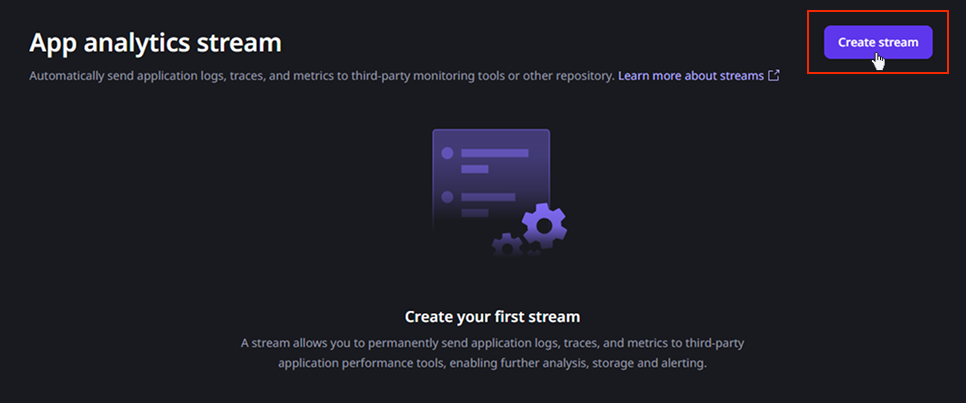 App analytics stream
Create stream
Automatically send application logs, traces, and metrics to third-party monitoring tools or other repository. Learn more about streams
Create your first stream
A stream allows you to permanently send application logs, traces, and metrics to third-party
application performance tools, enabling further analysis, storage and alerting.